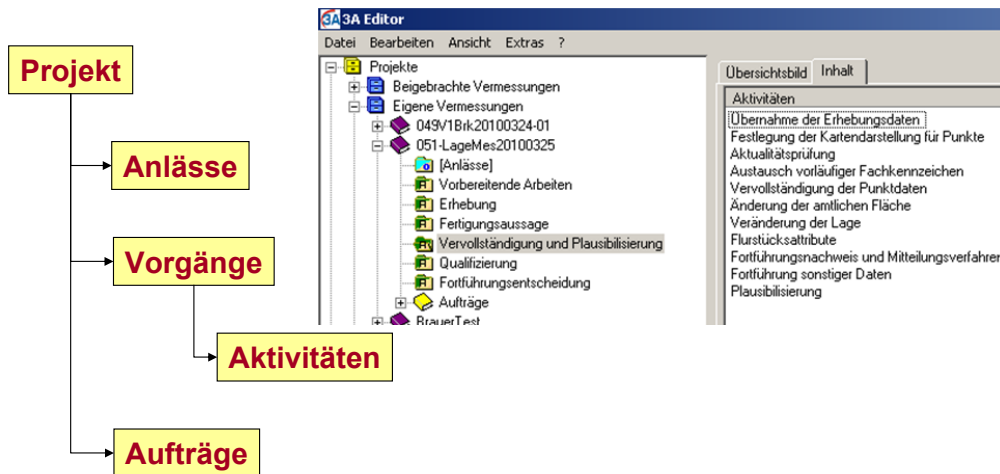 Projekt
Anlässe
Vorgänge
Aktivitäten
Aufträge
3A 3A Editor
Datei Bearbeiten Ansicht Extras ?
Projekte
Beigebrachte Vermessungen
Eigene Vermessungen
049V1Brk20100324-01
051-LageMes20100325
[Anlässe]
Vorbereitende Arbeiten
Erhebung
Fertigungsaussage
Vervollständigung und Plausibilisierung
Qualifizierung
Fortführungsentscheidung
Aufträge
BrauerTest
Übersichtsbild Inhalt
Aktivitäten
Übernahme der Erhebungsdaten
Festlegung der Kartendarstellung für Punkte
Aktualitätsprüfung
Austausch vorläufiger Fachkennzeichen
Vervollständigung der Punktdaten
Änderung der amtlichen Fläche
Veränderung der Lage
Flurstücksattribute
Fortführungsnachweis und Mitteilungsverfahren
Fortführung sonstiger Daten
Plausibilisierung